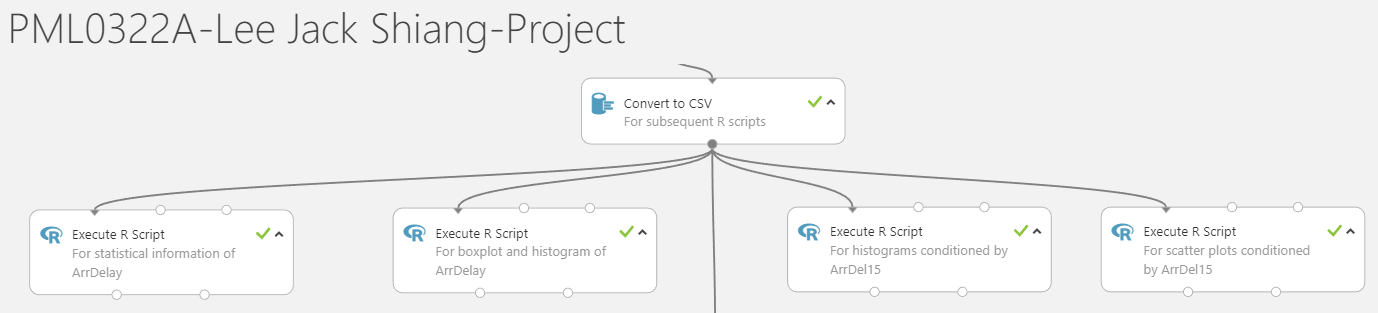 PML0322A-Lee Jack Shiang-Project
Convert to CSV
For subsequent R scripts
Execute R Script
For statistical information of
ArrDelay
Execute R Script
For boxplot and histogram of
ArrDelay
Execute R Script
For histograms conditioned by
ArrDel15
Execute R Script
For scatter plots conditioned
by ArrDel15